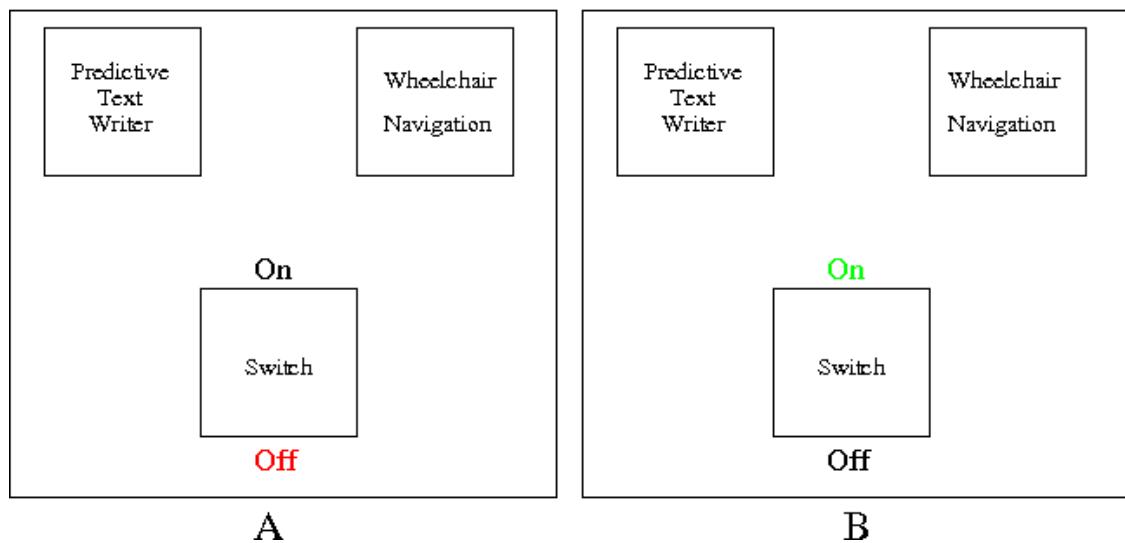 Predictive
Text
Writer
Wheelchair
Navigation
On
Switch
Off
A
Predictive
Text
Writer
Wheelchair
Navigation
On
Switch
Off
B